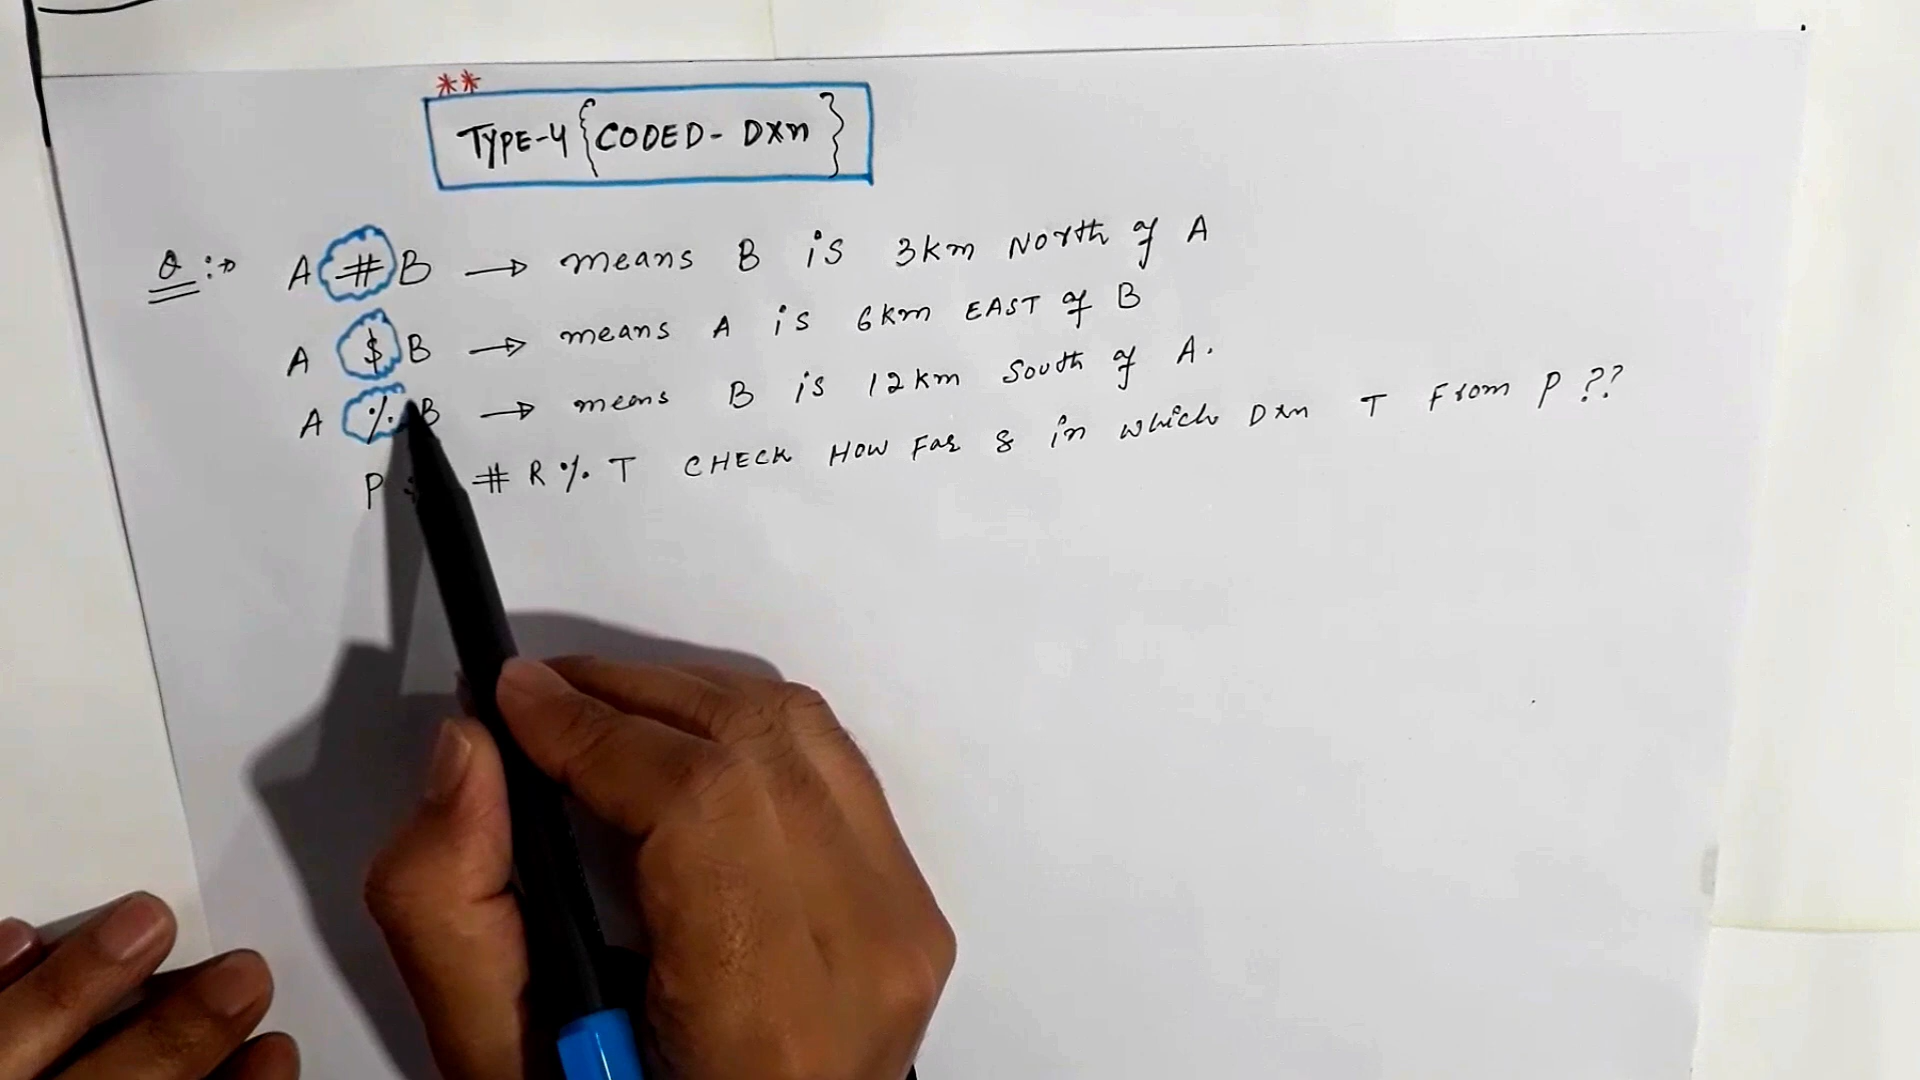 **
TYPE-4 {CODED- DXn}
Q:→ A # B → means B is 3km North of A
A $ B → means A is 6km EAST of B
A % B → means B is 12km South of A.
P # R % T CHECK HOW Far & in which DXn T From P ??